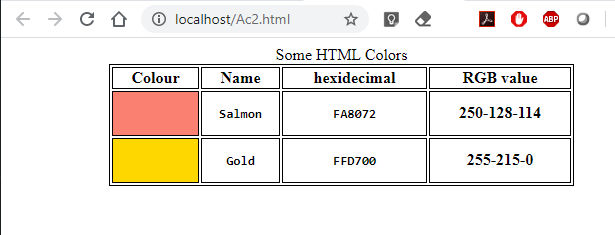 localhost/Ac2.html
ABP
Some HTML Colors
Colour Name hexidecimal RGB value
Salmon FA8072 250-128-114
Gold FFD700 255-215-0